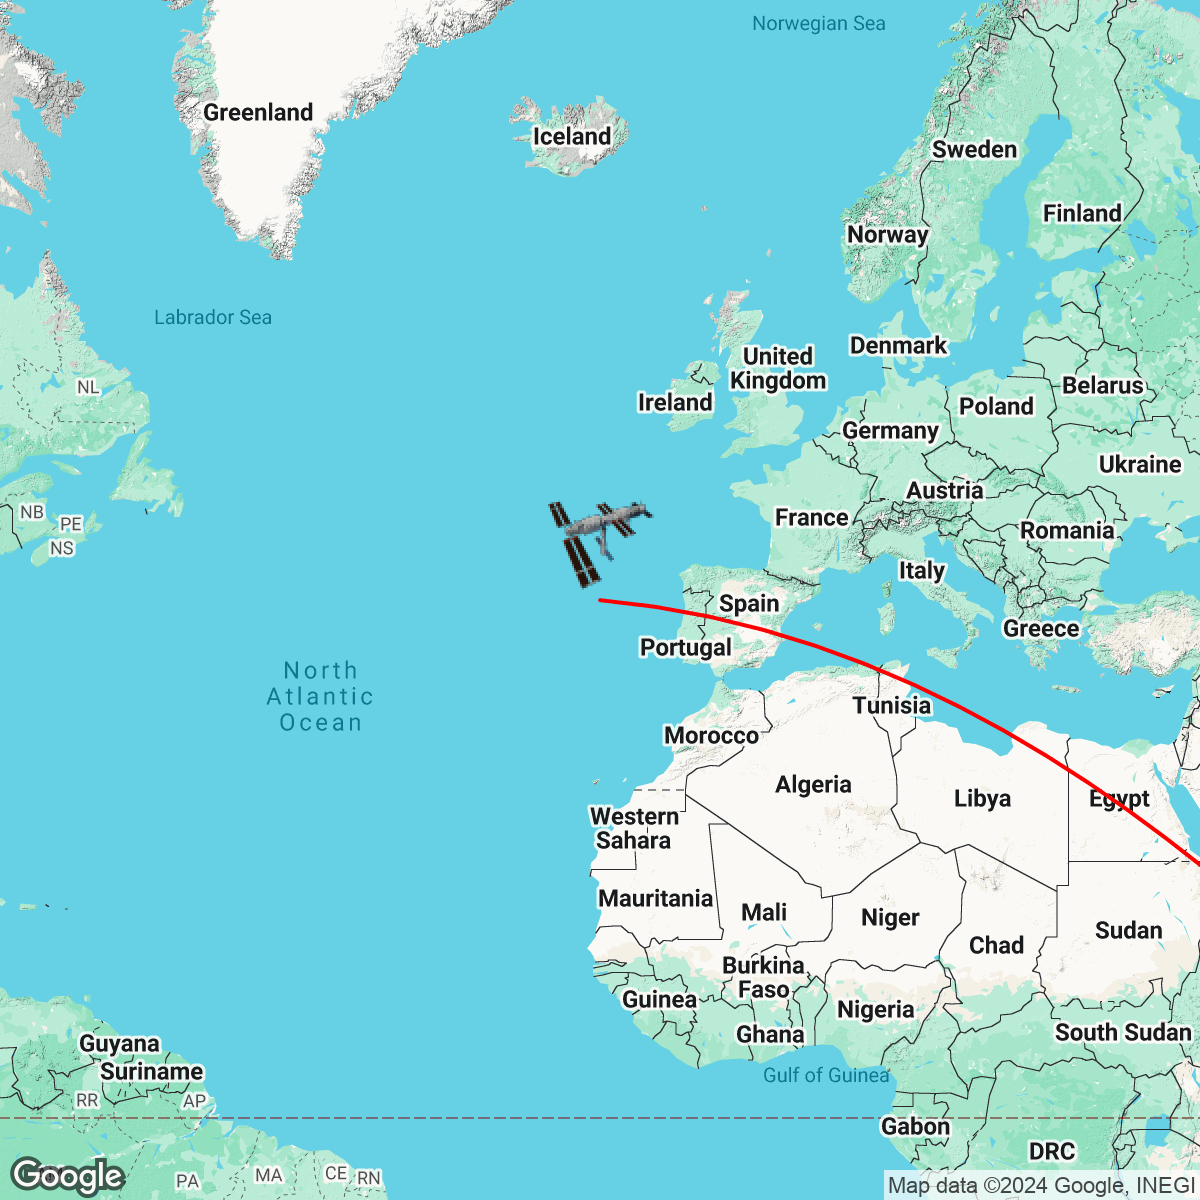 Norwegian Sea
Greenland
Iceland
Sweden
Finland
Norway
Labrador Sea
Denmark
United
Kingdom
NL
Belarus
Ireland
Poland
Germany
Ukraine
Austria
NB
PE
France
Romania
NS
Italy
Spain
Greece
Portugal
North
Atlantic
Ocean
Tunisia
Morocco
Algeria
Libya
Egypt
Western
Sahara
Mauritania
Mali
Niger
Sudan
Chad
Burkina
Faso
Guinea
Nigeria
Ghana
South Sudan
Guyana
Suriname
Gulf of Guinea
RR
AP
Gabon
DRC
Google
PA
MA
CE
RN
Map data ©2024 Google, INEGI